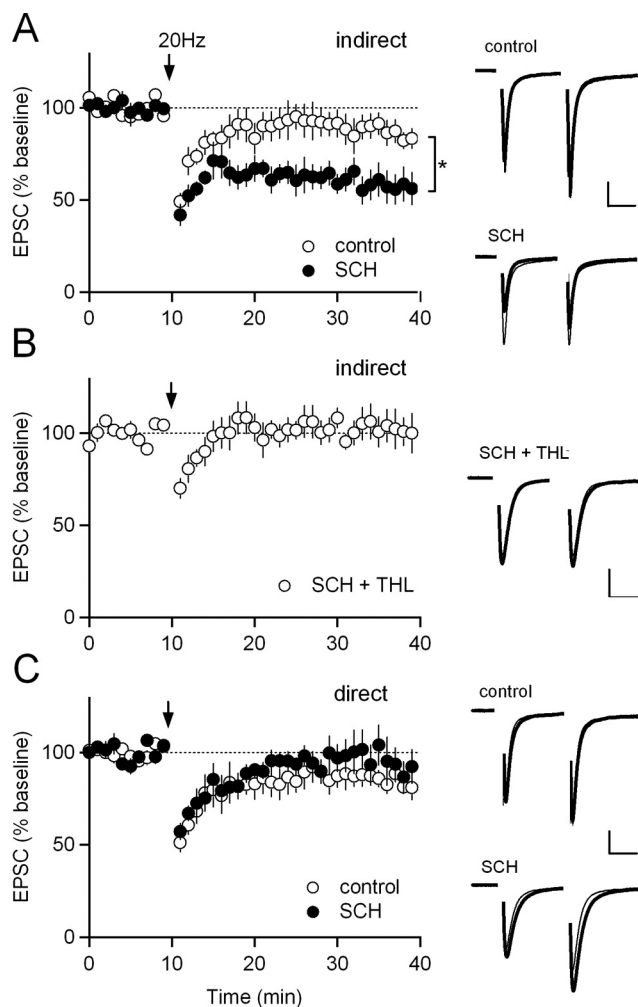 A
20Hz
indirect
EPSC (% baseline)
100
50
0
control
SCH
*
0
10
20
30
40
control
SCH
B
indirect
EPSC (% baseline)
100
50
0
SCH + THL
0
10
20
30
40
SCH + THL
C
direct
EPSC (% baseline)
100
50
0
control
SCH
0
10
20
30
40
Time (min)
control
SCH